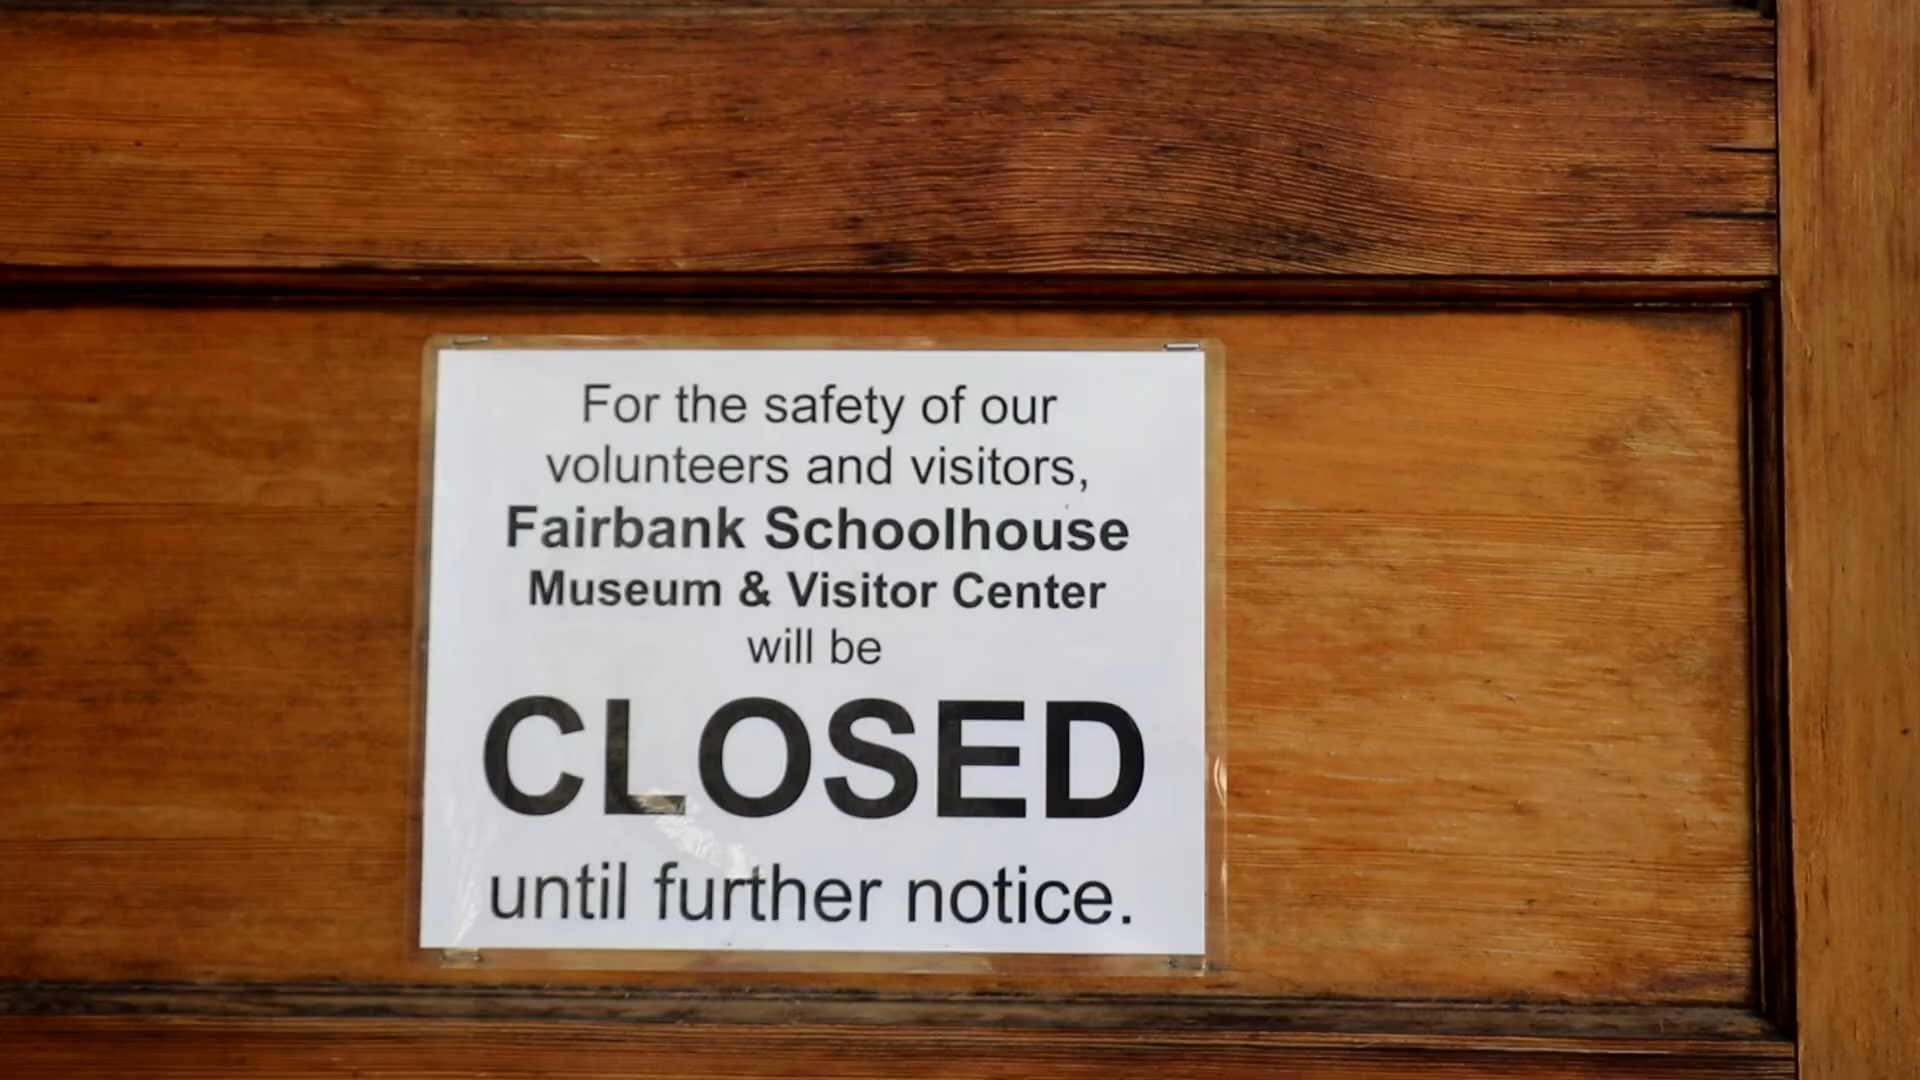 For the safety of our
volunteers and visitors,
Fairbank Schoolhouse
Museum & Visitor Center
will be
CLOSED
until further notice.